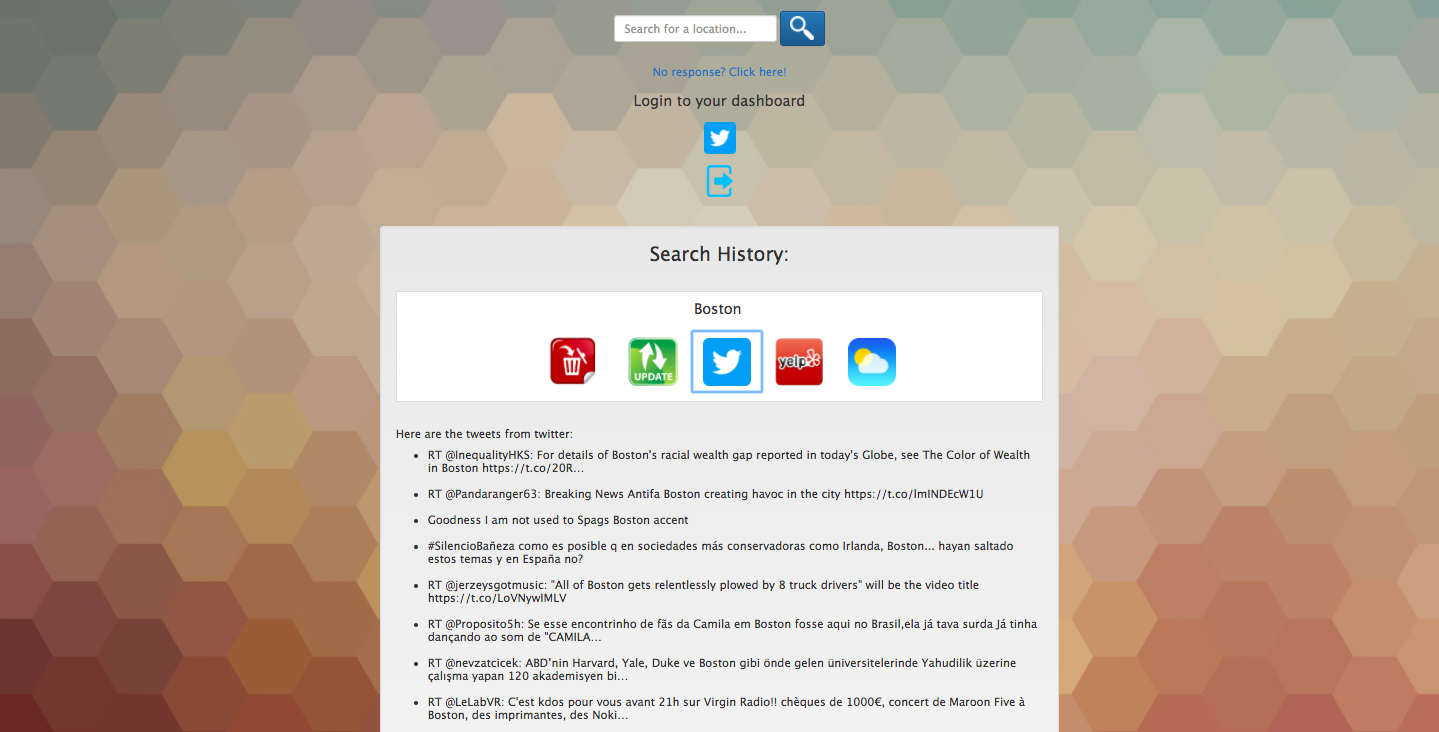 Search for a location...
No response? Click here!
Login to your dashboard
Search History:
Boston
UPDATE
yelp
Here are the tweets from twitter:
RT @InequalityHKS: For details of Boston's racial wealth gap reported in today's Globe, see The Color of Wealth
in Boston https://t.co/20R...
RT @Pandaranger63: Breaking News Antifa Boston creating havoc in the city https://t.co/lmINDEcW1U
Goodness I am not used to Spags Boston accent
#SilencioBañeza como es posible q en sociedades más conservadoras como Irlanda, Boston... hayan saltado
estos temas y en España no?
RT @jerzeysgotmusic: "All of Boston gets relentlessly plowed by 8 truck drivers" will be the video title
https://t.co/LoVNywIMLV
RT @Proposito5h: Se esse encontrinho de fãs da Camila em Boston fosse aqui no Brasil,ela já tava surda Já tinha
dançando ao som de "CAMILA...
RT @nevzatcicek: ABD'nin Harvard, Yale, Duke ve Boston gibi önde gelen üniversitelerinde Yahudilik üzerine
çalışma yapan 120 akademisyen bi...
RT @LeLabVR: C'est kdos pour vous avant 21h sur Virgin Radio!! chèques de 1000€, concert de Maroon Five à
Boston, des imprimantes, des Noki...